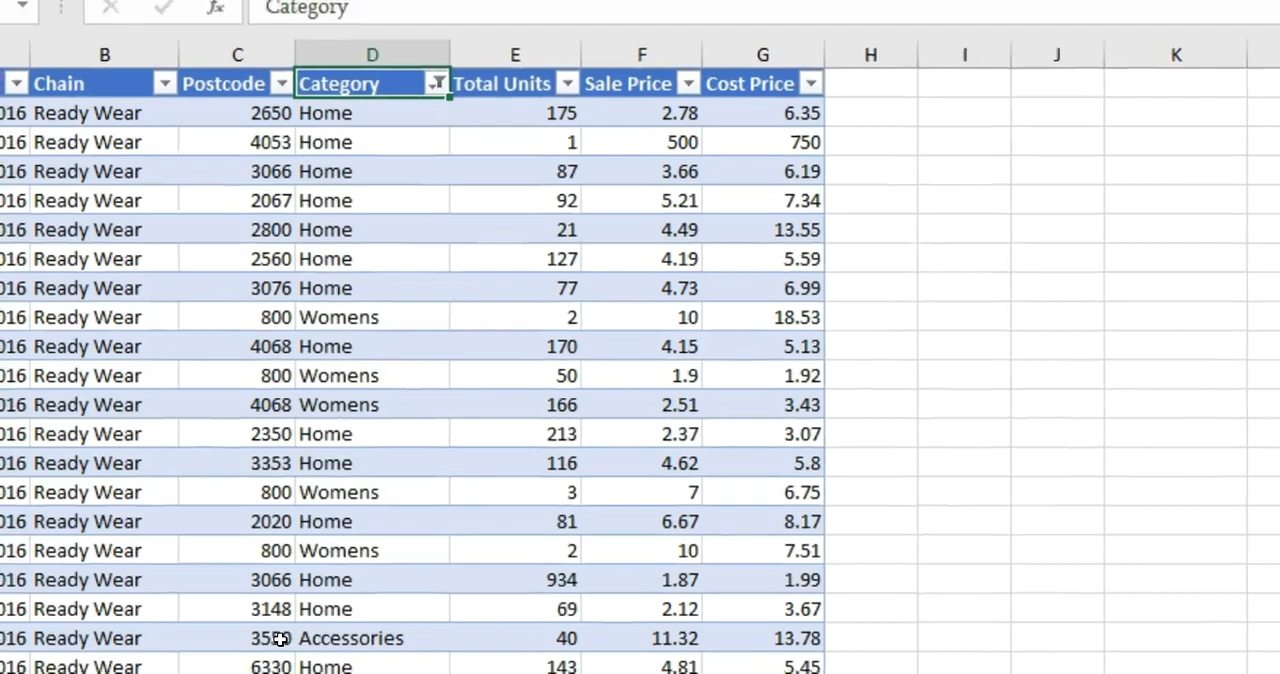 fx Category
B C D E F G H I J K
Chain Postcode Category Total Units Sale Price Cost Price
016 Ready Wear 2650 Home 175 2.78 6.35
016 Ready Wear 4053 Home 1 500 750
016 Ready Wear 3066 Home 87 3.66 6.19
016 Ready Wear 2067 Home 92 5.21 7.34
016 Ready Wear 2800 Home 21 4.49 13.55
016 Ready Wear 2560 Home 127 4.19 5.59
016 Ready Wear 3076 Home 77 4.73 6.99
016 Ready Wear 800 Womens 2 10 18.53
016 Ready Wear 4068 Home 170 4.15 5.13
016 Ready Wear 800 Womens 50 1.9 1.92
016 Ready Wear 4068 Womens 166 2.51 3.43
016 Ready Wear 2350 Home 213 2.37 3.07
016 Ready Wear 3353 Home 116 4.62 5.8
016 Ready Wear 800 Womens 3 7 6.75
016 Ready Wear 2020 Home 81 6.67 8.17
016 Ready Wear 800 Womens 2 10 7.51
016 Ready Wear 3066 Home 934 1.87 1.99
016 Ready Wear 3148 Home 69 2.12 3.67
016 Ready Wear Accessories 40 11.32 13.78
016 Ready Wear 6330 Home 143 4.81 5.45